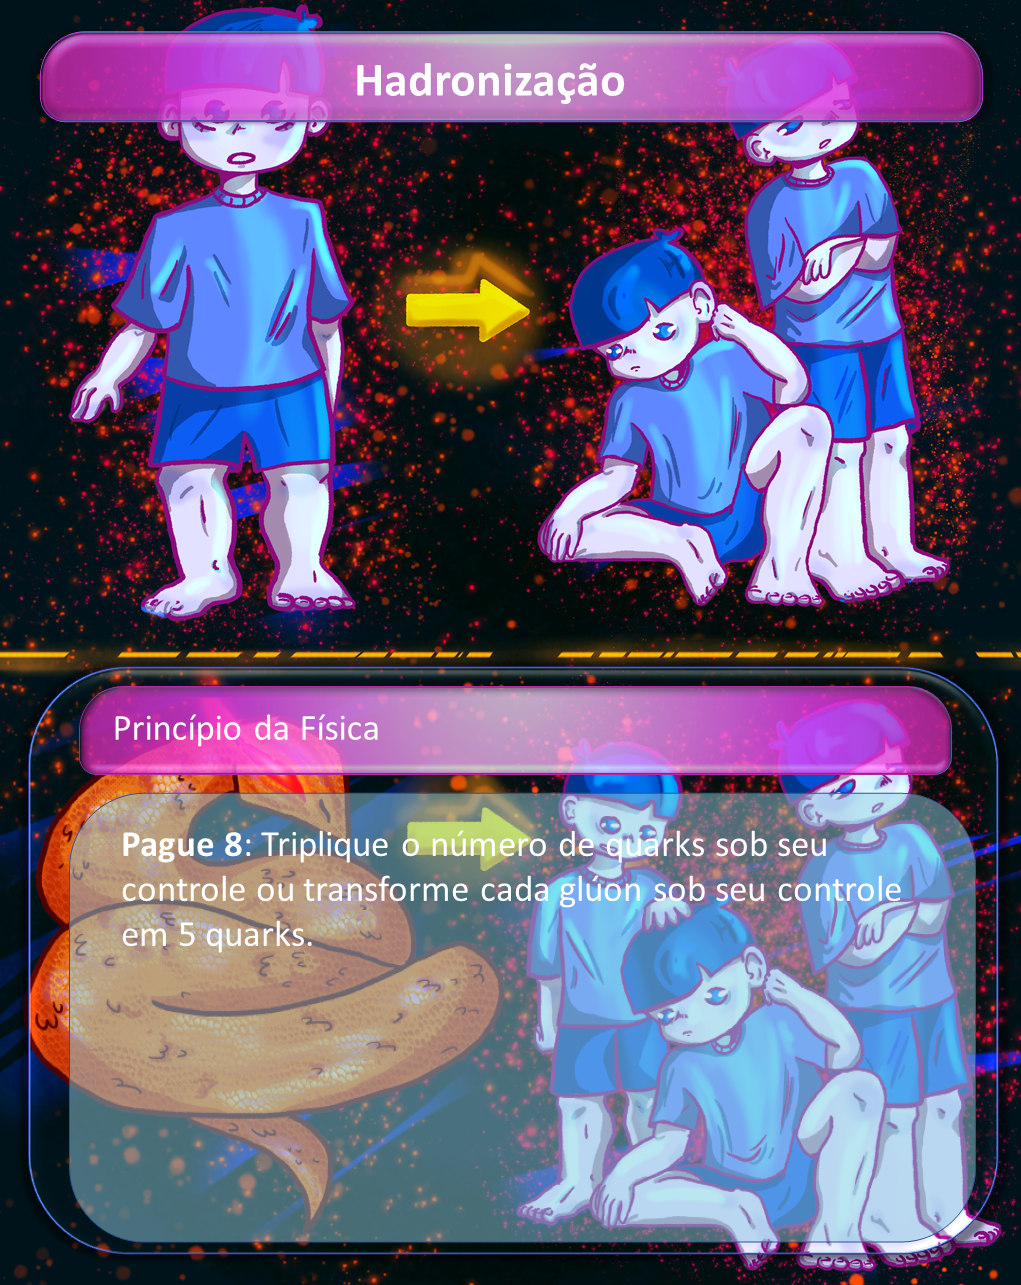 Hadronização
Princípio da Física
Pague 8: Triplique o número de quarks sob seu
controle ou transforme cada glúon sob seu controle
em 5 quarks.